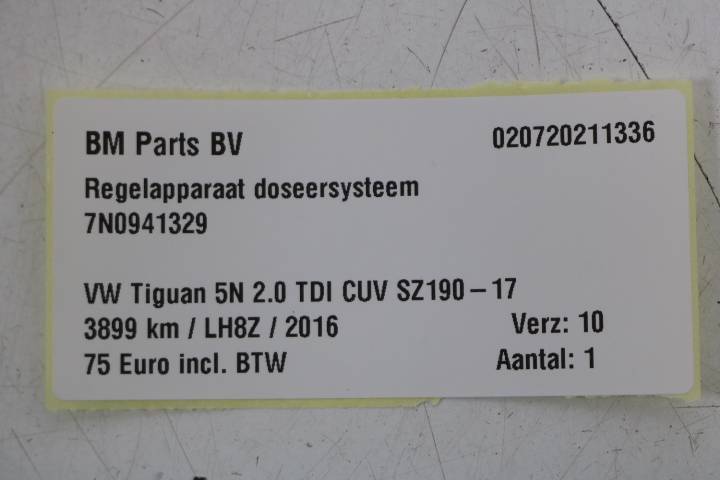 BM Parts BV 020720211336
Regelapparaat doseersysteem
7N0941329
VW Tiguan 5N 2.0 TDI CUV SZ190-17
3899 km / LH8Z / 2016 Verz: 10
75 Euro incl. BTW Aantal: 1